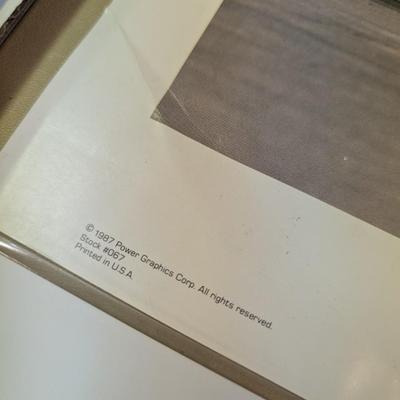 © 1987 Power Graphics Corp. All rights reserved.
Stock #067
Printed in U.S.A.